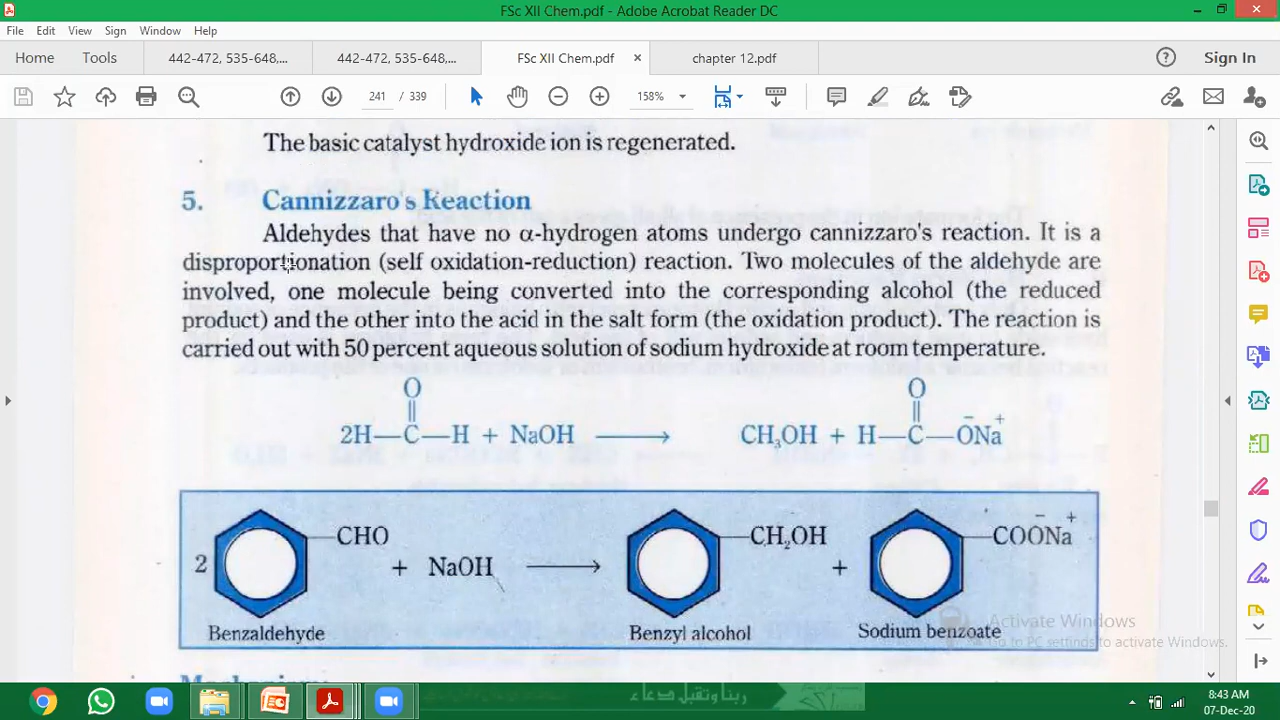 FSc XII Chem.pdf - Adobe Acrobat Reader DC
File Edit View Sign Window Help
Home Tools 442-472, 535-648,... 442-472, 535-648,... FSc XII Chem.pdf × chapter 12.pdf Sign In
241 / 339 158%
The basic catalyst hydroxide ion is regenerated.
5. Cannizzaro's Reaction
Aldehydes that have no α-hydrogen atoms undergo cannizzaro's reaction. It is a
disproportionation (self oxidation-reduction) reaction. Two molecules of the aldehyde are
involved, one molecule being converted into the corresponding alcohol (the reduced
product) and the other into the acid in the salt form (the oxidation product). The reaction is
carried out with 50 percent aqueous solution of sodium hydroxide at room temperature.
O O
|| ||
2H—C—H + NaOH ⟶ CH₃OH + H—C—ŌNa⁺
2 CHO + NaOH ⟶ CH₂OH + COŌNa⁺
Benzaldehyde Benzyl alcohol Sodium benzoate
Activate Windows
Go to PC settings to activate Windows.
Mechanism:
ربنا وتقبل دعاء
8:43 AM
07-Dec-20